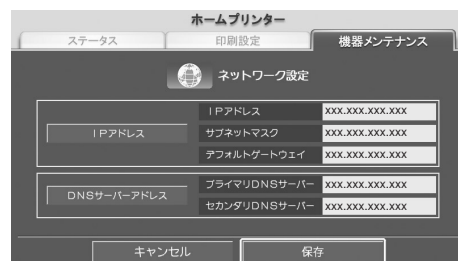 ホームプリンター
ステータス 印刷設定 機器メンテナンス
ネットワーク設定
IPアドレス
IPアドレス XXX.XXX.XXX.XXX
サブネットマスク XXX.XXX.XXX.XXX
デフォルトゲートウェイ XXX.XXX.XXX.XXX
DNSサーバーアドレス
プライマリDNSサーバー XXX.XXX.XXX.XXX
セカンダリDNSサーバー XXX.XXX.XXX.XXX
キャンセル 保存